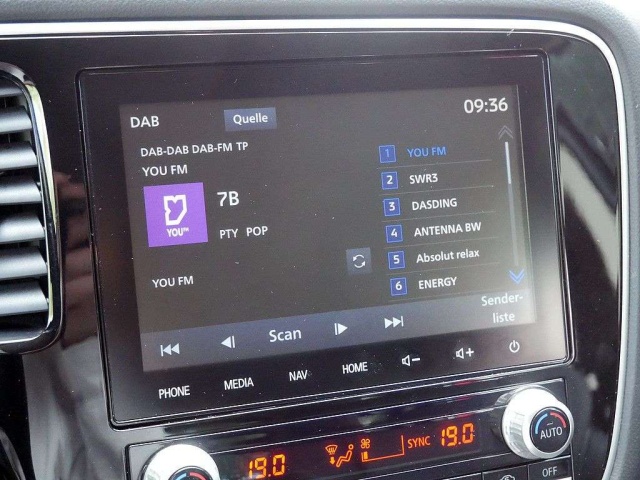 DAB Quelle 09:36
DAB-DAB DAB-FM TP
YOU FM
YOU FM
7B
PTY POP
YOU FM
1 YOU FM
2 SWR3
3 DASDING
4 ANTENNA BW
5 Absolut relax
6 ENERGY
Scan
Sender-
liste
PHONE MEDIA NAV HOME
19.0 SYNC 19.0
AUTO
OFF